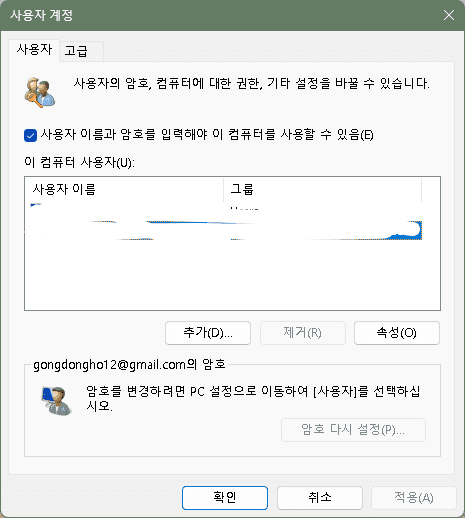 사용자 계정
사용자
고급
사용자의 암호, 컴퓨터에 대한 권한, 기타 설정을 바꿀 수 있습니다.
사용자 이름과 암호를 입력해야 이 컴퓨터를 사용할 수 있음(E)
이 컴퓨터 사용자(U):
사용자 이름
그룹
추가(D)...
제거(R)
속성(O)
gongdongho12@gmail.com의 암호
암호를 변경하려면 PC 설정으로 이동하여 [사용자]를 선택하십
시오.
암호 다시 설정(P)...
확인
취소
적용(A)